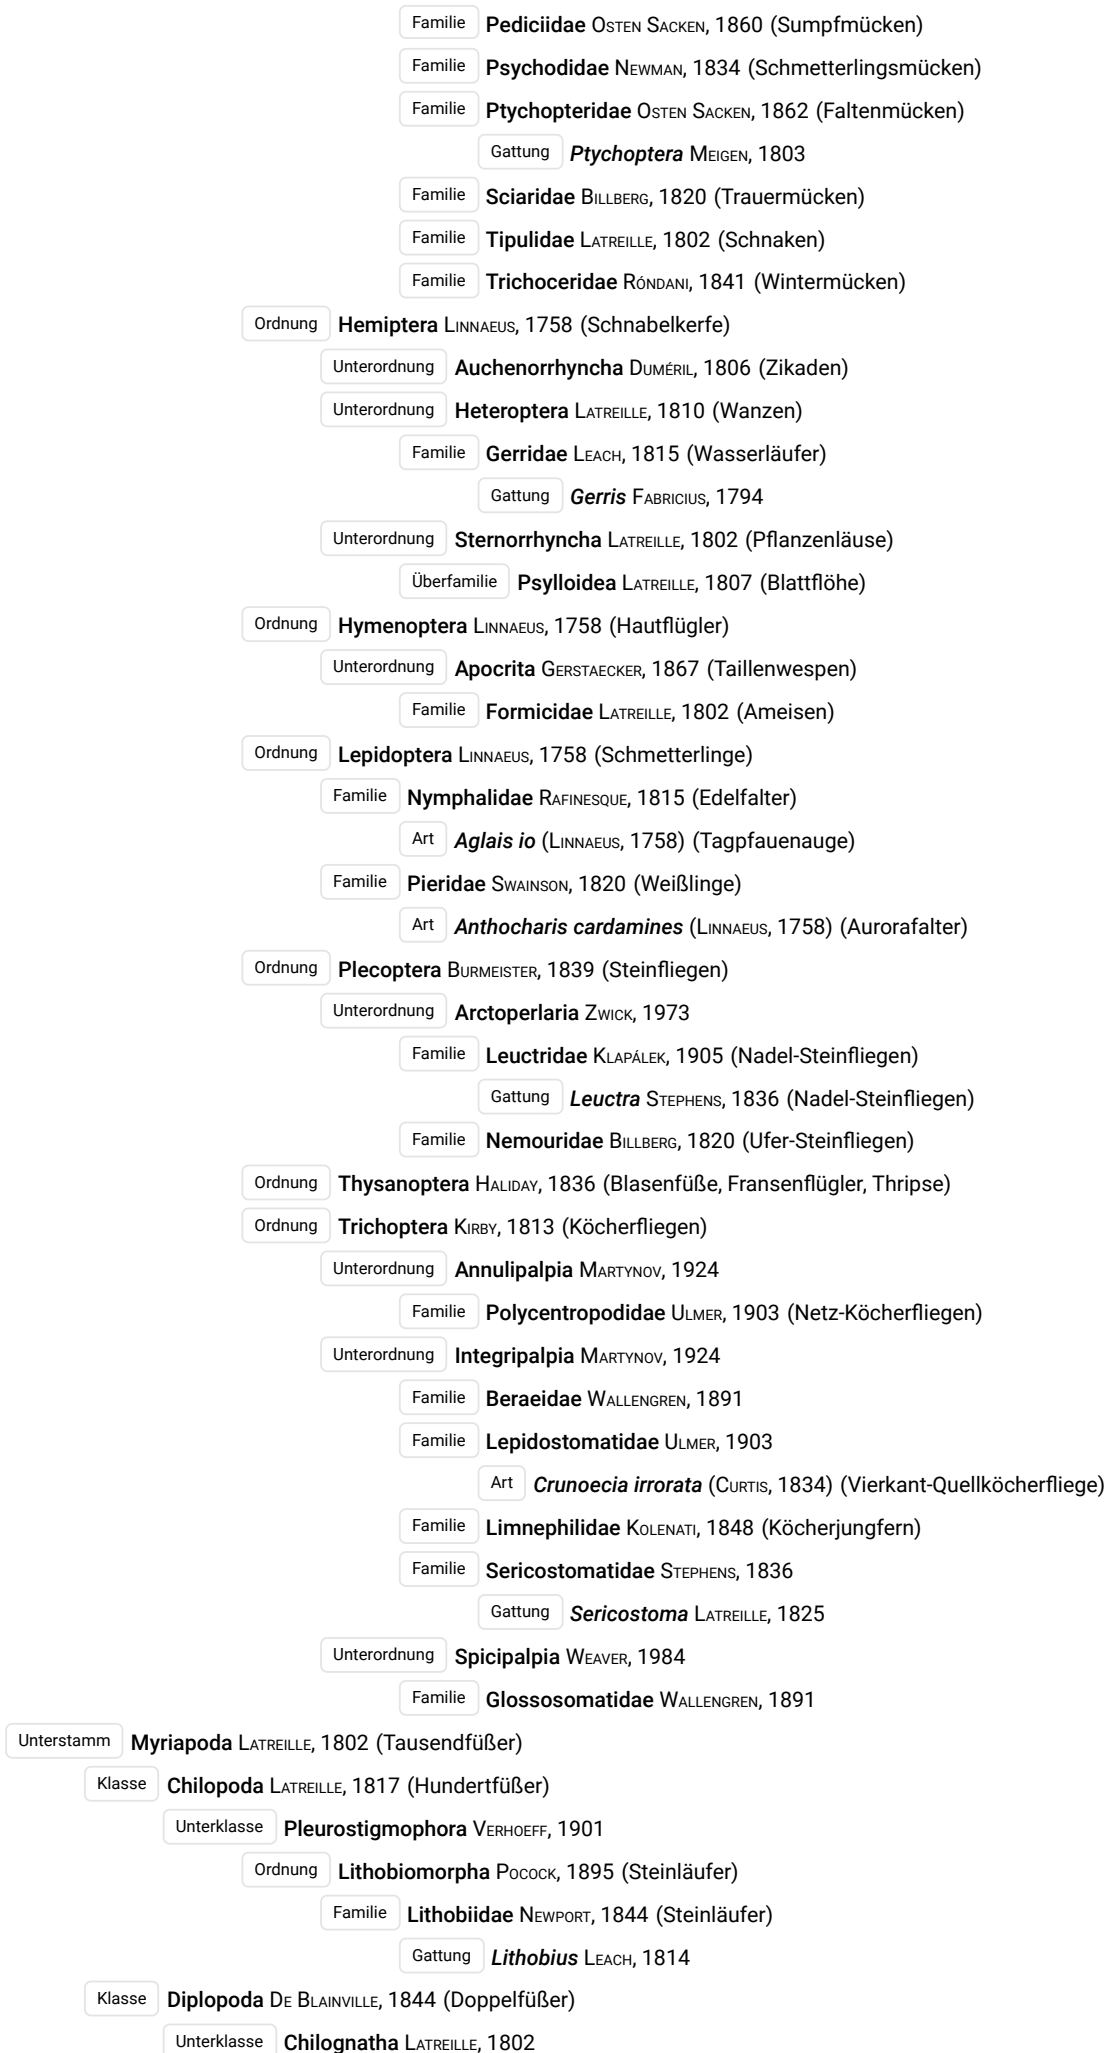 Familie Pediciidae Osten Sacken, 1860 (Sumpfmücken)
Familie Psychodidae Newman, 1834 (Schmetterlingsmücken)
Familie Ptychopteridae Osten Sacken, 1862 (Faltenmücken)
Gattung Ptychoptera Meigen, 1803
Familie Sciaridae Billberg, 1820 (Trauermücken)
Familie Tipulidae Latreille, 1802 (Schnaken)
Familie Trichoceridae Róndani, 1841 (Wintermücken)
Ordnung Hemiptera Linnaeus, 1758 (Schnabelkerfe)
Unterordnung Auchenorrhyncha Duméril, 1806 (Zikaden)
Unterordnung Heteroptera Latreille, 1810 (Wanzen)
Familie Gerridae Leach, 1815 (Wasserläufer)
Gattung Gerris Fabricius, 1794
Unterordnung Sternorrhyncha Latreille, 1802 (Pflanzenläuse)
Überfamilie Psylloidea Latreille, 1807 (Blattflöhe)
Ordnung Hymenoptera Linnaeus, 1758 (Hautflügler)
Unterordnung Apocrita Gerstaecker, 1867 (Taillenwespen)
Familie Formicidae Latreille, 1802 (Ameisen)
Ordnung Lepidoptera Linnaeus, 1758 (Schmetterlinge)
Familie Nymphalidae Rafinesque, 1815 (Edelfalter)
Art Aglais io (Linnaeus, 1758) (Tagpfauenauge)
Familie Pieridae Swainson, 1820 (Weißlinge)
Art Anthocharis cardamines (Linnaeus, 1758) (Aurorafalter)
Ordnung Plecoptera Burmeister, 1839 (Steinfliegen)
Unterordnung Arctoperlaria Zwick, 1973
Familie Leuctridae Klapálek, 1905 (Nadel-Steinfliegen)
Gattung Leuctra Stephens, 1836 (Nadel-Steinfliegen)
Familie Nemouridae Billberg, 1820 (Ufer-Steinfliegen)
Ordnung Thysanoptera Haliday, 1836 (Blasenfüße, Fransenflügler, Thripse)
Ordnung Trichoptera Kirby, 1813 (Köcherfliegen)
Unterordnung Annulipalpia Martynov, 1924
Familie Polycentropodidae Ulmer, 1903 (Netz-Köcherfliegen)
Unterordnung Integripalpia Martynov, 1924
Familie Beraeidae Wallengren, 1891
Familie Lepidostomatidae Ulmer, 1903
Art Crunoecia irrorata (Curtis, 1834) (Vierkant-Quellköcherfliege)
Familie Limnephilidae Kolenati, 1848 (Köcherjungfern)
Familie Sericostomatidae Stephens, 1836
Gattung Sericostoma Latreille, 1825
Unterordnung Spicipalpia Weaver, 1984
Familie Glossosomatidae Wallengren, 1891
Unterstamm Myriapoda Latreille, 1802 (Tausendfüßer)
Klasse Chilopoda Latreille, 1817 (Hundertfüßer)
Unterklasse Pleurostigmophora Verhoeff, 1901
Ordnung Lithobiomorpha Pocock, 1895 (Steinläufer)
Familie Lithobiidae Newport, 1844 (Steinläufer)
Gattung Lithobius Leach, 1814
Klasse Diplopoda De Blainville, 1844 (Doppelfüßer)
Unterklasse Chilognatha Latreille, 1802